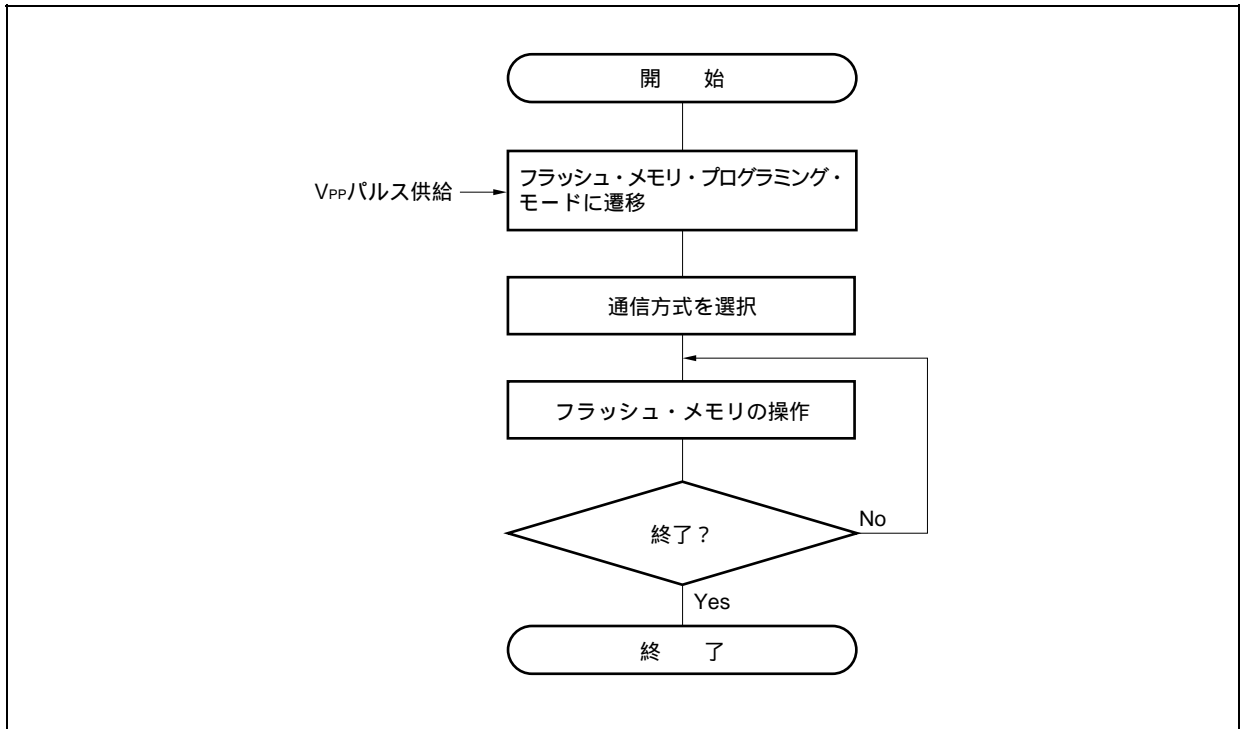 開　　始
VPPパルス供給
フラッシュ・メモリ・プログラミング・
モードに遷移
通信方式を選択
フラッシュ・メモリの操作
終了？
No
Yes
終　　了